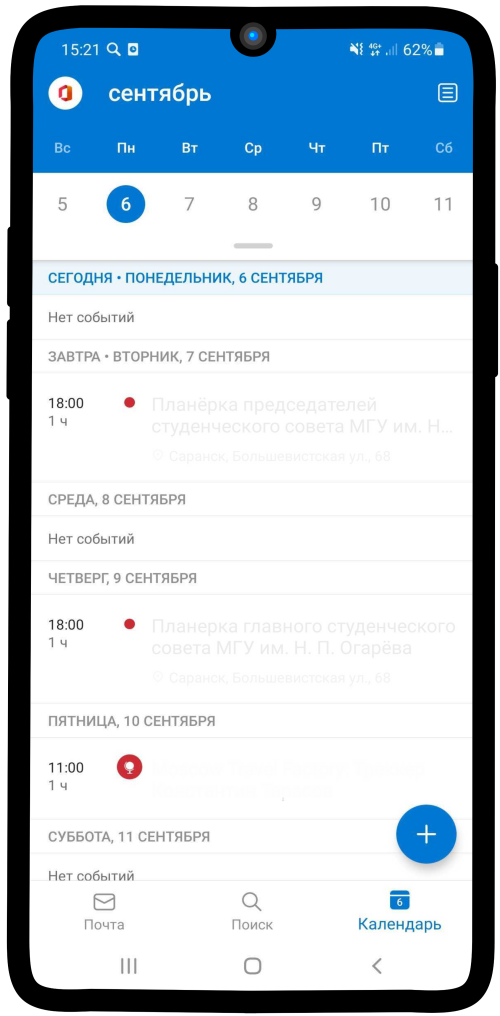 15:21 4G+ 62%
сентябрь
Вс Пн Вт Ср Чт Пт Сб
5 6 7 8 9 10 11
СЕГОДНЯ • ПОНЕДЕЛЬНИК, 6 СЕНТЯБРЯ
Нет событий
ЗАВТРА • ВТОРНИК, 7 СЕНТЯБРЯ
18:00 Планёрка председателей
1 ч студенческого совета МГУ им. Н...
Саранск, Большевистская ул., 68
СРЕДА, 8 СЕНТЯБРЯ
Нет событий
ЧЕТВЕРГ, 9 СЕНТЯБРЯ
18:00 Планерка главного студенческого
1 ч совета МГУ им. Н. П. Огарёва
Саранск, Большевистская ул., 68
ПЯТНИЦА, 10 СЕНТЯБРЯ
11:00
1 ч
СУББОТА, 11 СЕНТЯБРЯ
Нет событий
6
Почта Поиск Календарь